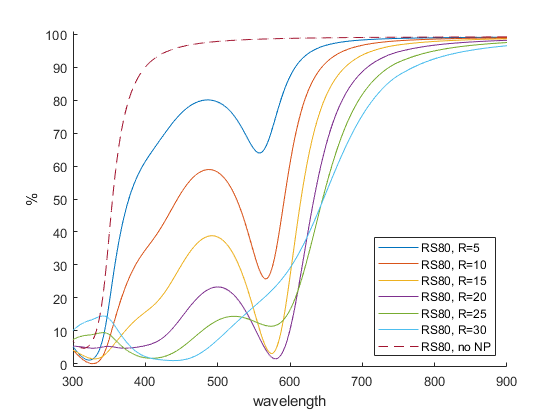 100
90
80
70
60
50
40
30
20
10
0
%
300 400 500 600 700 800 900
wavelength
RS80, R=5
RS80, R=10
RS80, R=15
RS80, R=20
RS80, R=25
RS80, R=30
RS80, no NP